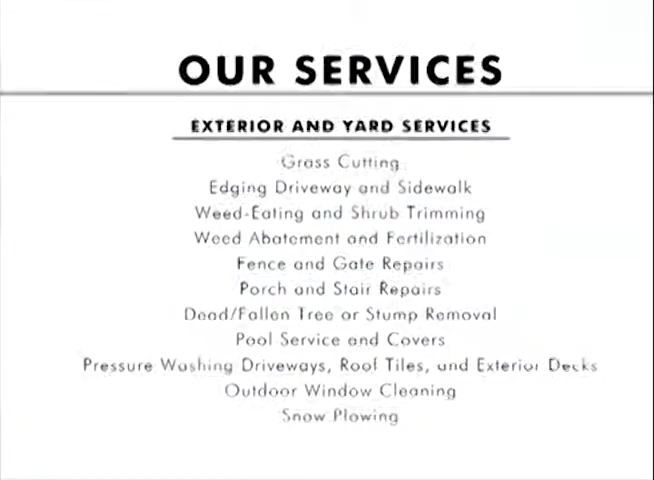 OUR SERVICES
EXTERIOR AND YARD SERVICES
Grass Cutting
Edging Driveway and Sidewalk
Weed-Eating and Shrub Trimming
Weed Abatement and Fertilization
Fence and Gate Repairs
Porch and Stair Repairs
Dead/Fallen Tree or Stump Removal
Pool Service and Covers
Pressure Washing Driveways, Roof Tiles, and Exterior Decks
Outdoor Window Cleaning
Snow Plowing